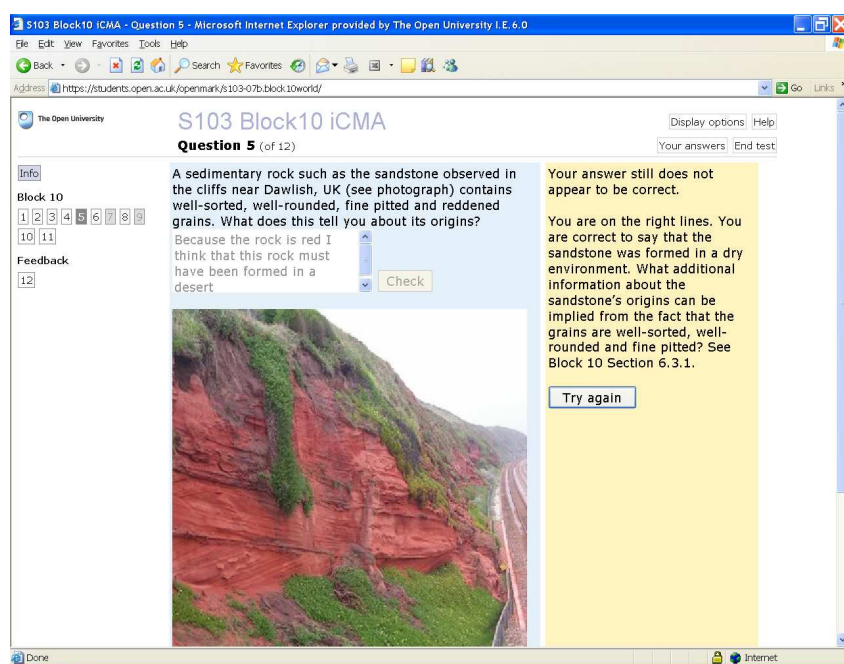 S103 Block10 iCMA - Question 5 - Microsoft Internet Explorer provided by The Open University I.E.6.0
File Edit View Favorites Tools Help
Back Search Favorites
Address https://students.open.ac.uk/openmark/s103-07b.block10world/ Go Links
The Open University
S103 Block10 iCMA
Display options Help
Question 5 (of 12)
Your answers End test
Info
Block 10
1 2 3 4 5 6 7 8 9
10 11
Feedback
12
A sedimentary rock such as the sandstone observed in
the cliffs near Dawlish, UK (see photograph) contains
well-sorted, well-rounded, fine pitted and reddened
grains. What does this tell you about its origins?
Because the rock is red I
think that this rock must
have been formed in a
desert
Check
Your answer still does not
appear to be correct.
You are on the right lines. You
are correct to say that the
sandstone was formed in a dry
environment. What additional
information about the
sandstone's origins can be
implied from the fact that the
grains are well-sorted, well-
rounded and fine pitted? See
Block 10 Section 6.3.1.
Try again
Done
Internet